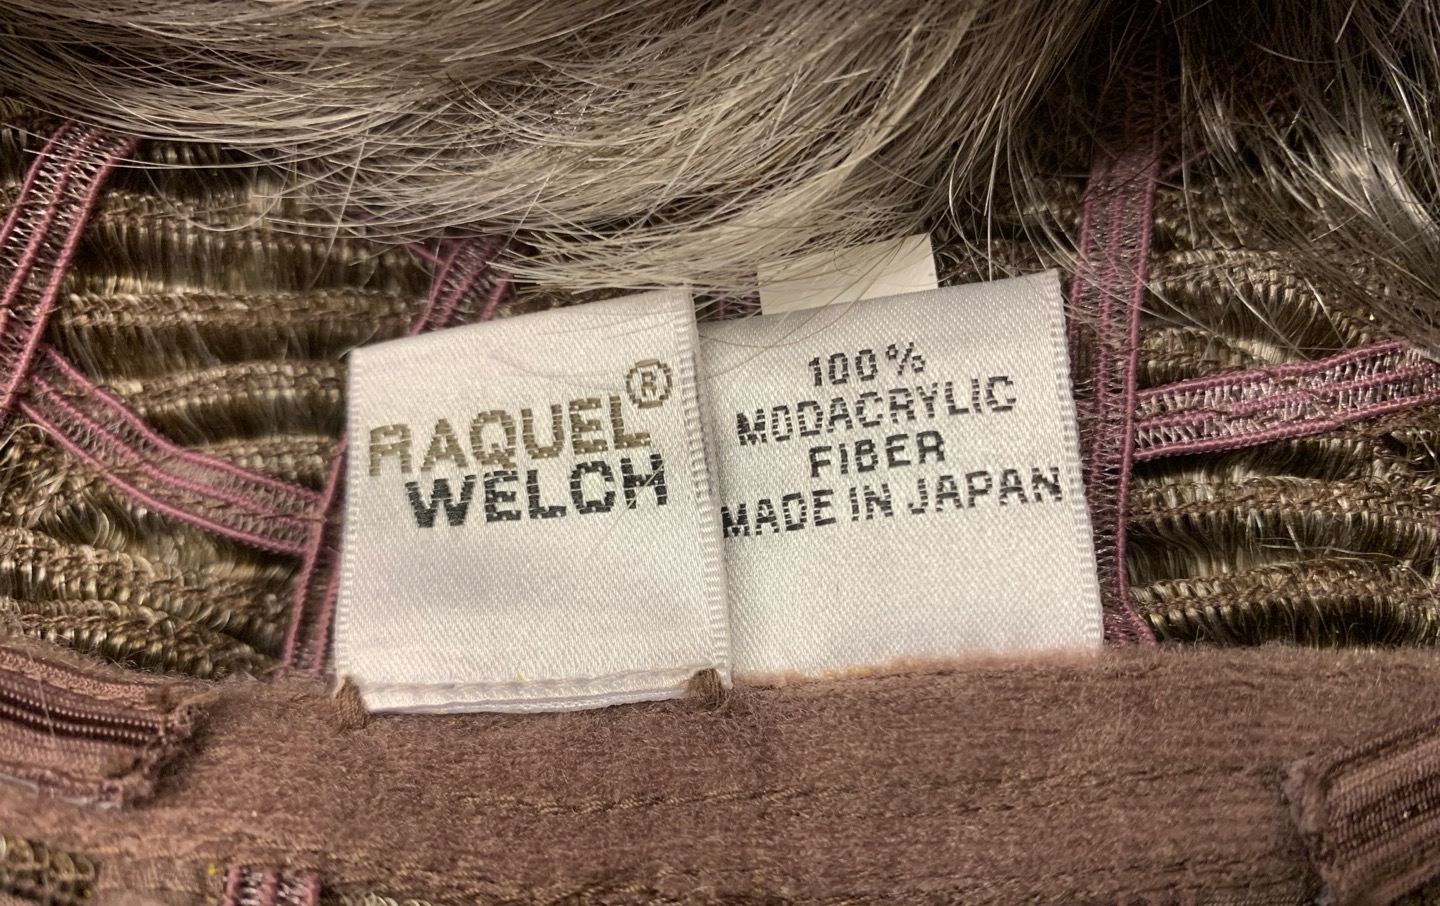 RAQUEL®
WELCH
100%
MODACRYLIC
FIBER
MADE IN JAPAN